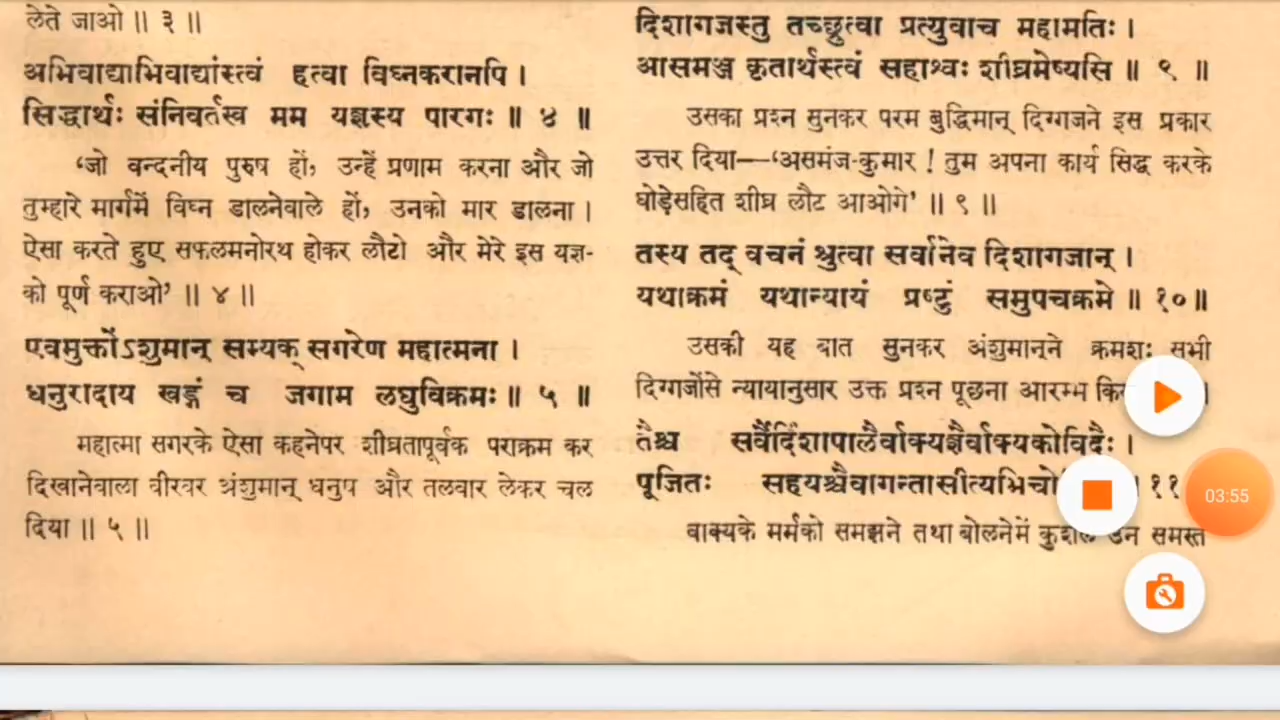 लेते जाओ ॥ ३ ॥
अभिवाद्याभिवाद्यांस्त्वं हत्वा विघ्नकरानपि ।
सिद्धार्थः संनिवर्तस्व मम यज्ञस्य पारगः ॥ ४ ॥
‘जो वन्दनीय पुरुष हों, उन्हें प्रणाम करना और जो
तुम्हारे मार्गमें विघ्न डालनेवाले हों, उनको मार डालना ।
ऐसा करते हुए सफलमनोरथ होकर लौटो और मेरे इस यज्ञ-
को पूर्ण कराओ’ ॥ ४ ॥
एवमुक्तोंऽशुमान् सम्यक् सगरेण महात्मना ।
धनुरादाय खड्गं च जगाम लघुविक्रमः ॥ ५ ॥
महात्मा सगरके ऐसा कहनेपर शीघ्रतापूर्वक पराक्रम कर
दिखानेवाला वीरवर अंशुमान् धनुष और तलवार लेकर चल
दिया ॥ ५ ॥
दिशागजस्तु तच्छ्रुत्वा प्रत्युवाच महामतिः ।
आसमञ्ज कृतार्थस्त्वं सहाश्वः शीघ्रमेष्यसि ॥ ९ ॥
उसका प्रश्न सुनकर परम बुद्धिमान् दिग्गजने इस प्रकार
उत्तर दिया—‘असमंज-कुमार ! तुम अपना कार्य सिद्ध करके
घोड़ेसहित शीघ्र लौट आओगे’ ॥ ९ ॥
तस्य तद् वचनं श्रुत्वा सर्वानेव दिशागजान् ।
यथाक्रमं यथान्यायं प्रष्टुं समुपचक्रमे ॥ १० ॥
उसकी यह बात सुनकर अंशुमान्‌ने क्रमशः सभी
दिग्गजोंसे न्यायानुसार उक्त प्रश्न पूछना आरम्भ
तैश्च सर्वैर्दिशापालैर्वाक्यज्ञैर्वाक्यकोविदैः ।
पूजितः ११
03:55
वाक्यके मर्मको समझने तथा बोलनेमें कुशल उन समस्त